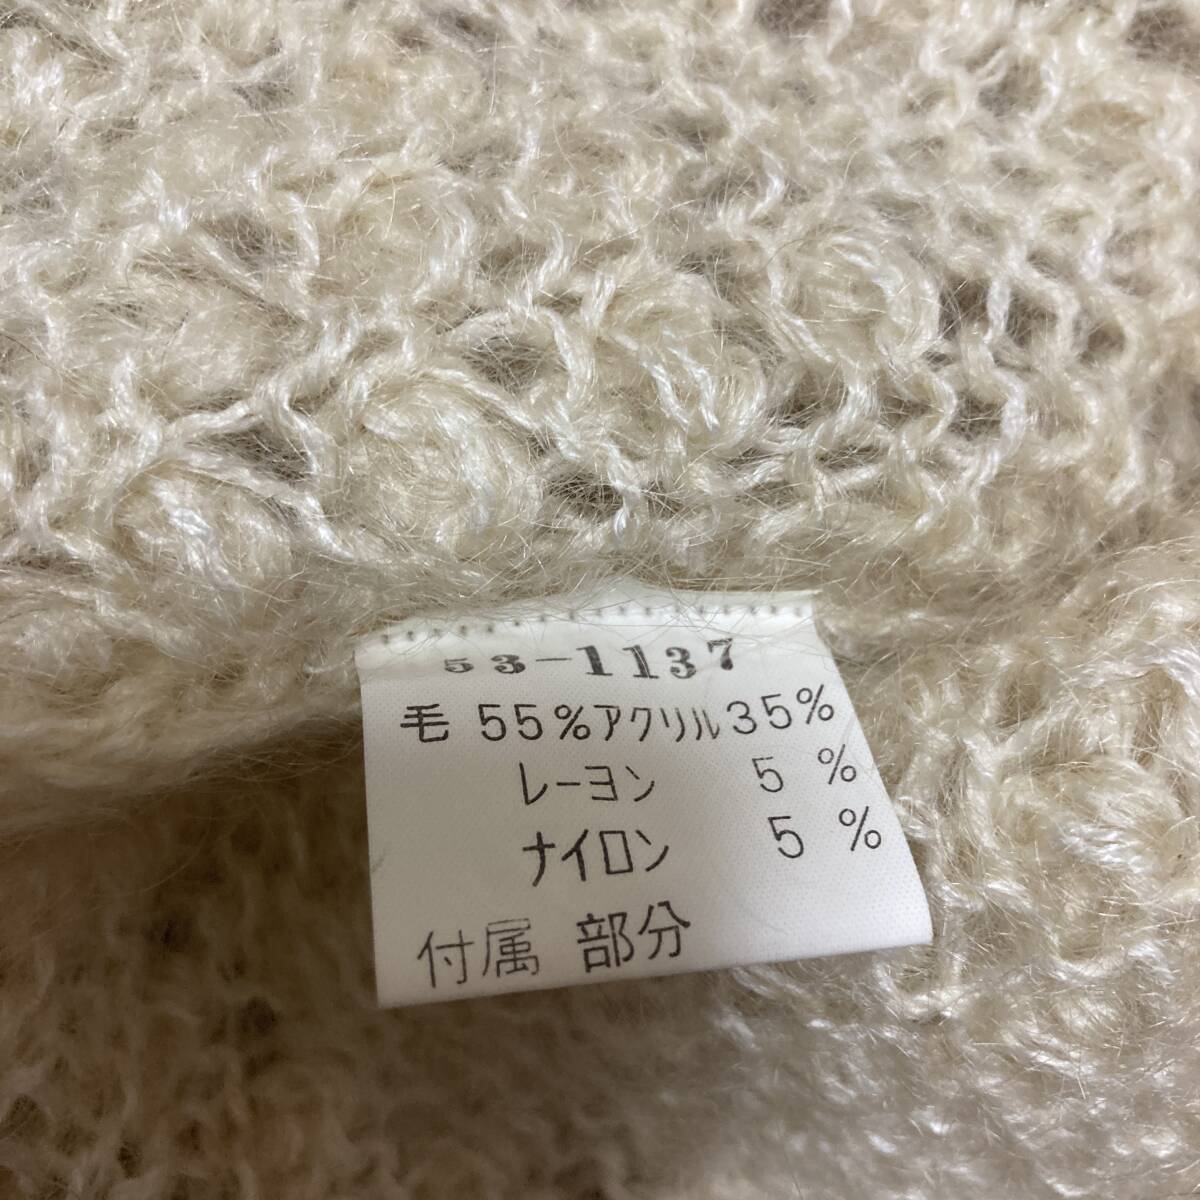 53-1137
毛 55%アクリル35%
レーヨン 5 %
ナイロン 5 %
付属 部分